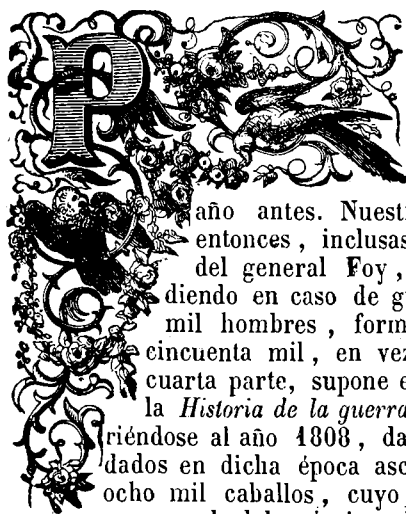 P
año antes. Nuest
entonces, inclusas
del general Foy,
diendo en caso de g
mil hombres, form
cincuenta mil, en vez
cuarta parte, supone e
la Historia de la guerra
riéndose al año 1808, da
dados en dicha época asc
ocho mil caballos, cuyo